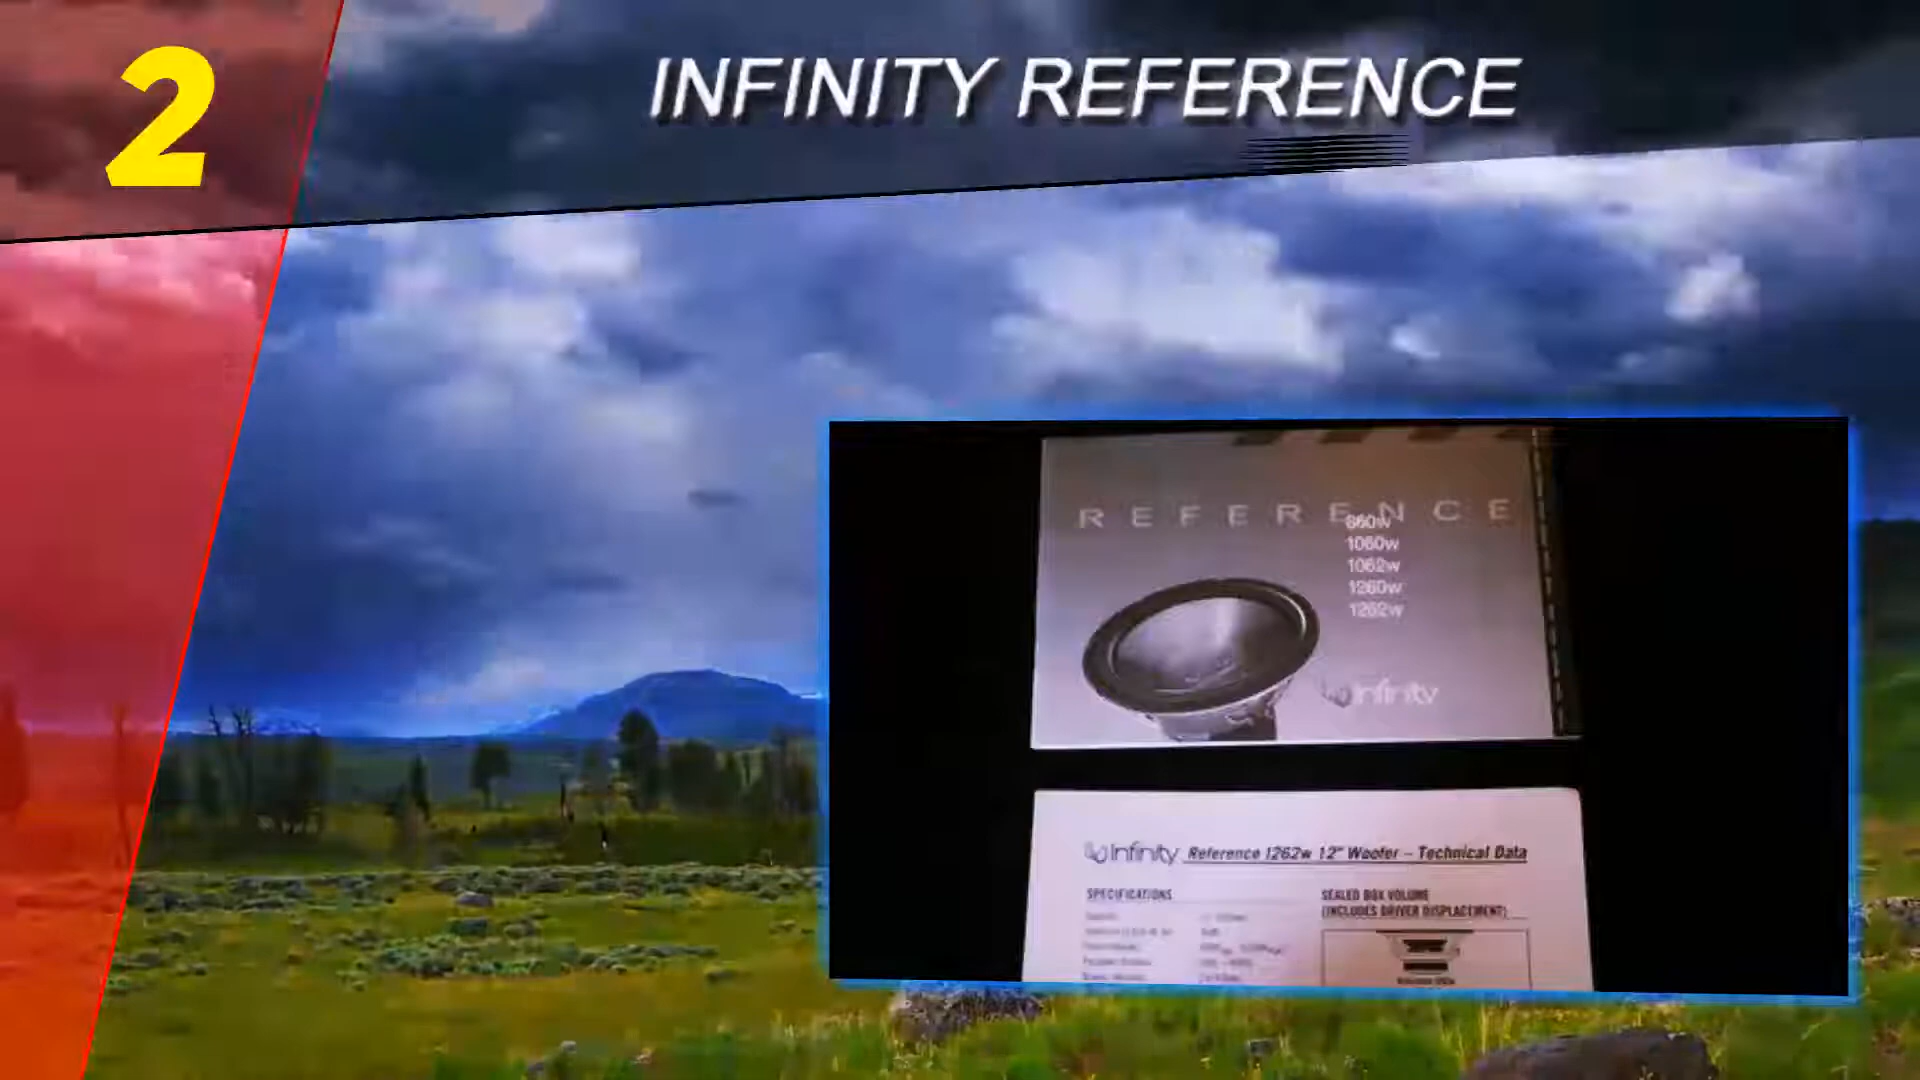 2
INFINITY REFERENCE
REFERENCE
860w
1060w
1062w
1260w
1262w
Infinity
Infinity Reference 1262w 12" Woofer – Technical Data
SPECIFICATIONS
SEALED BOX VOLUME
(INCLUDES DRIVER DISPLACEMENT)